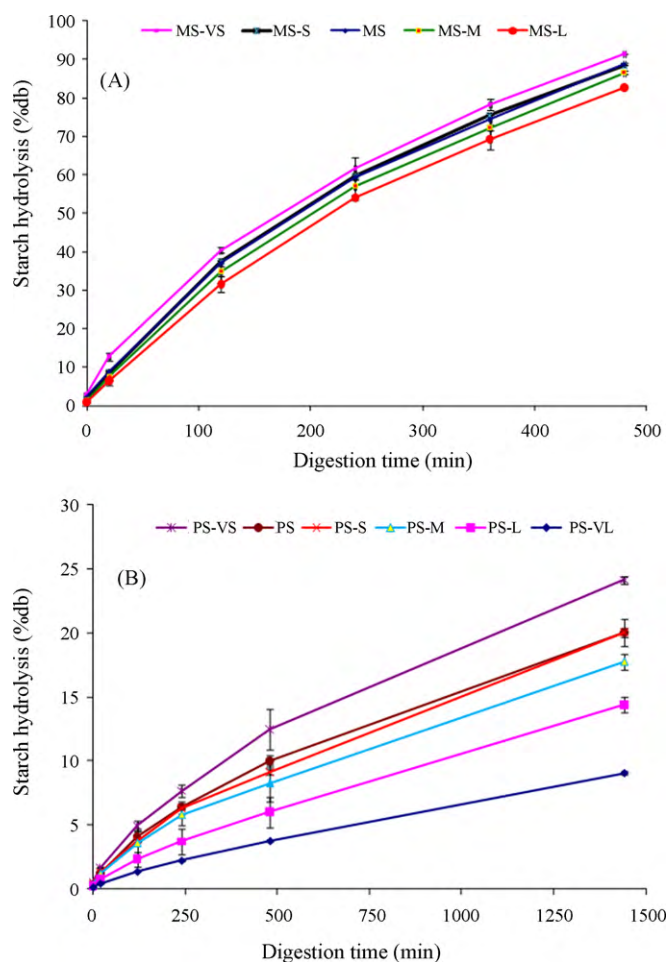 MS-VS MS-S MS MS-M MS-L
(A)
100
90
80
70
60
50
40
30
20
10
0
Starch hydrolysis (%db)
0 100 200 300 400 500
Digestion time (min)
PS-VS PS PS-S PS-M PS-L PS-VL
(B)
30
25
20
15
10
5
0
Starch hydrolysis (%db)
0 250 500 750 1000 1250 1500
Digestion time (min)